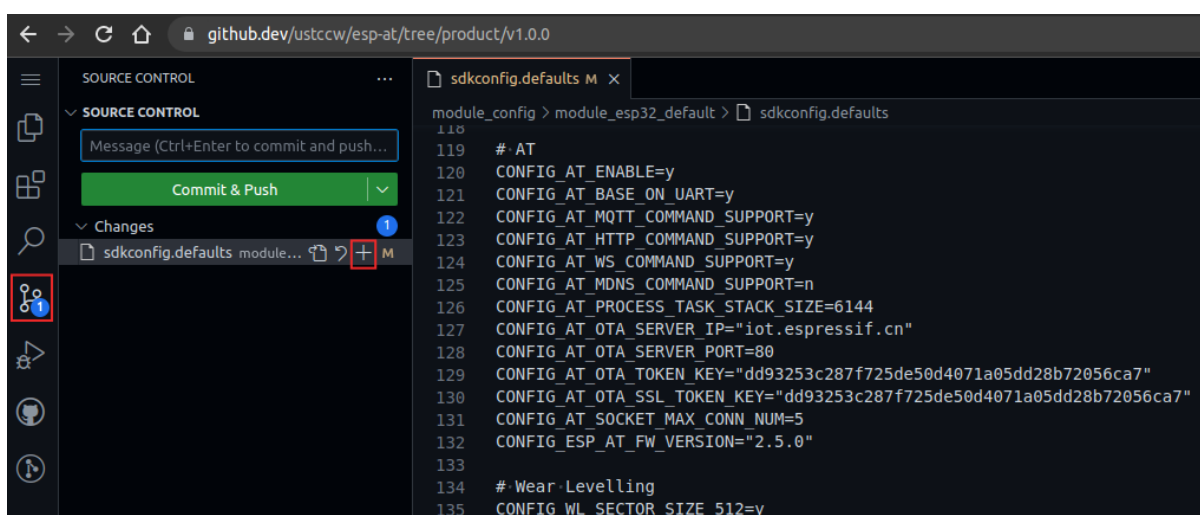 github.dev/ustccw/esp-at/tree/product/v1.0.0
SOURCE CONTROL
SOURCE CONTROL
Message (Ctrl+Enter to commit and push...
Commit & Push
Changes
1
sdkconfig.defaults module... M
1
sdkconfig.defaults M
module_config > module_esp32_default > sdkconfig.defaults
118
119 # AT
120 CONFIG_AT_ENABLE=y
121 CONFIG_AT_BASE_ON_UART=y
122 CONFIG_AT_MQTT_COMMAND_SUPPORT=y
123 CONFIG_AT_HTTP_COMMAND_SUPPORT=y
124 CONFIG_AT_WS_COMMAND_SUPPORT=y
125 CONFIG_AT_MDNS_COMMAND_SUPPORT=n
126 CONFIG_AT_PROCESS_TASK_STACK_SIZE=6144
127 CONFIG_AT_OTA_SERVER_IP="iot.espressif.cn"
128 CONFIG_AT_OTA_SERVER_PORT=80
129 CONFIG_AT_OTA_TOKEN_KEY="dd93253c287f725de50d4071a05dd28b72056ca7"
130 CONFIG_AT_OTA_SSL_TOKEN_KEY="dd93253c287f725de50d4071a05dd28b72056ca7"
131 CONFIG_AT_SOCKET_MAX_CONN_NUM=5
132 CONFIG_ESP_AT_FW_VERSION="2.5.0"
133
134 # Wear Levelling
135 CONFIG_WL_SECTOR_SIZE_512=y